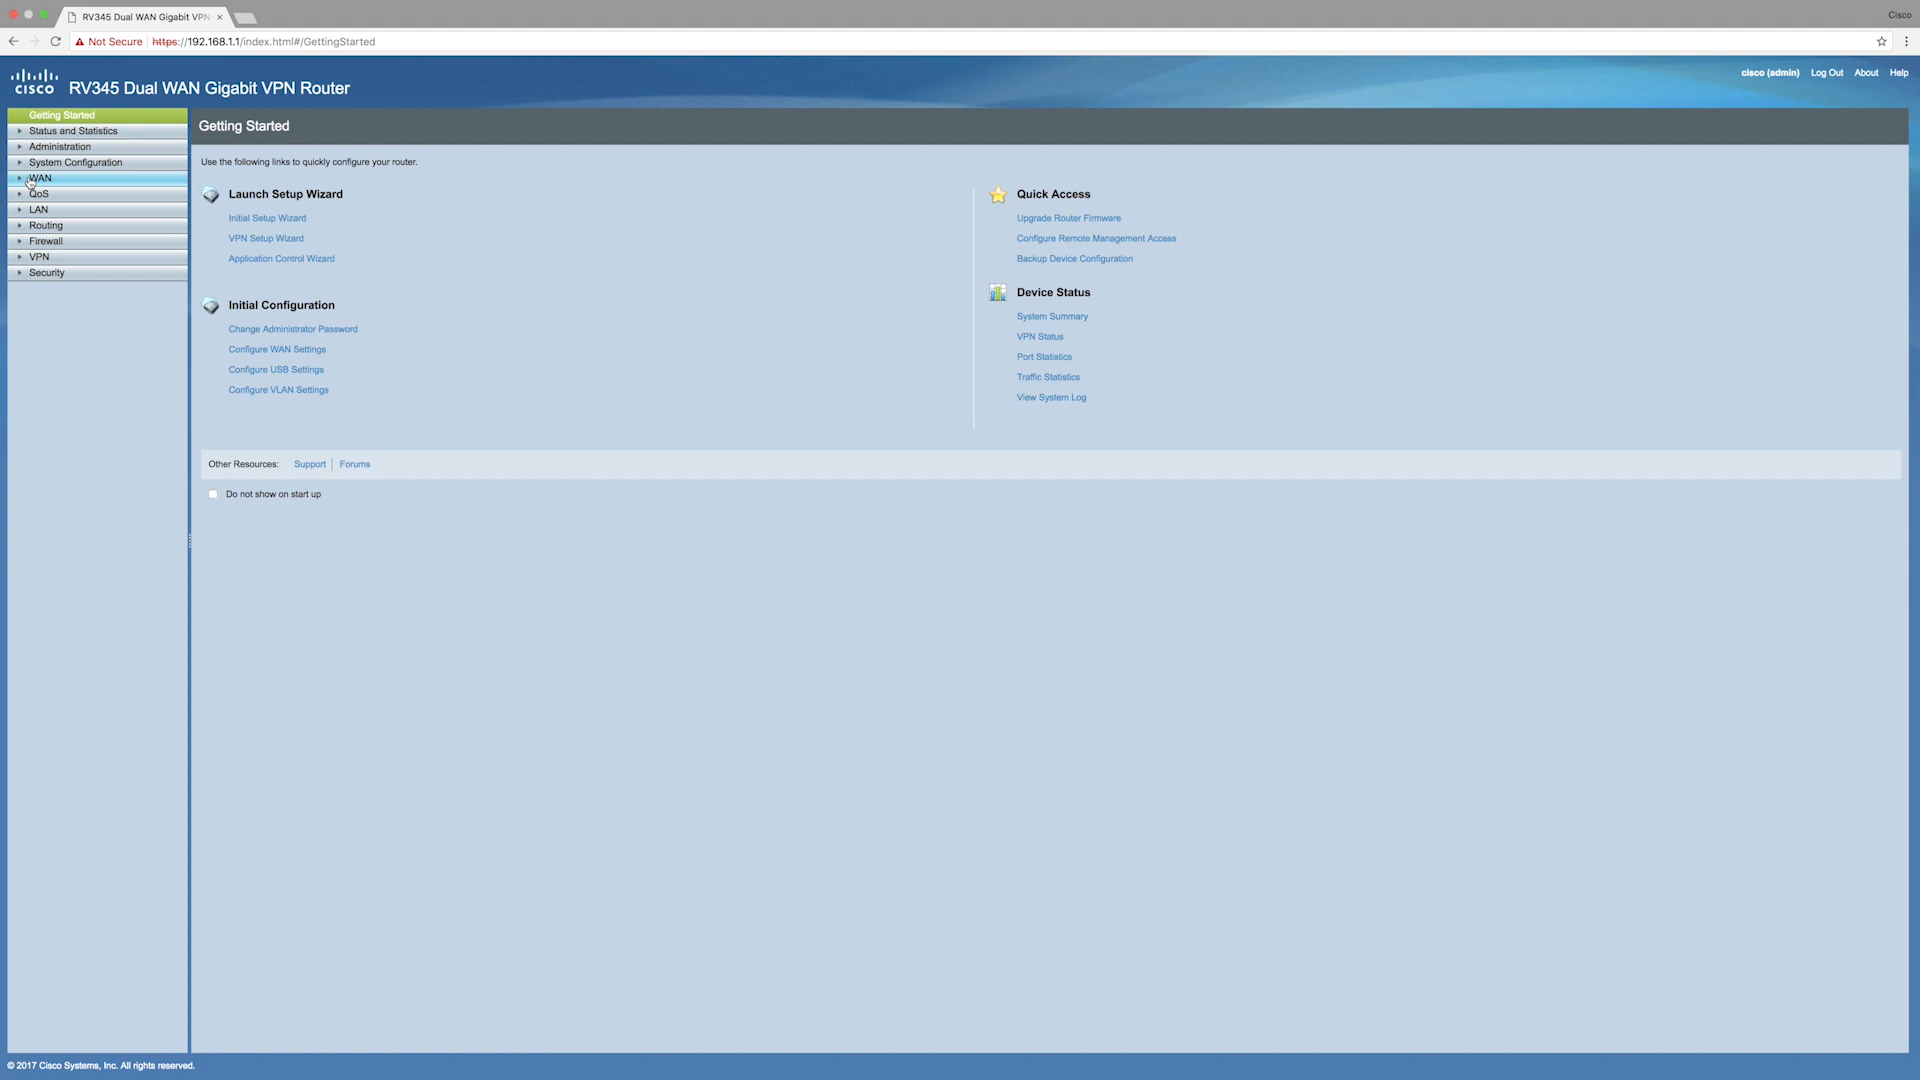 RV345 Dual WAN Gigabit VPN
Cisco
Not Secure https://192.168.1.1/index.html#/GettingStarted
cisco
RV345 Dual WAN Gigabit VPN Router
cisco (admin) Log Out About Help
Getting Started
Status and Statistics
Administration
System Configuration
WAN
QoS
LAN
Routing
Firewall
VPN
Security
Getting Started
Use the following links to quickly configure your router.
Launch Setup Wizard
Initial Setup Wizard
VPN Setup Wizard
Application Control Wizard
Initial Configuration
Change Administrator Password
Configure WAN Settings
Configure USB Settings
Configure VLAN Settings
Quick Access
Upgrade Router Firmware
Configure Remote Management Access
Backup Device Configuration
Device Status
System Summary
VPN Status
Port Statistics
Traffic Statistics
View System Log
Other Resources: Support Forums
Do not show on start up
© 2017 Cisco Systems, Inc. All rights reserved.